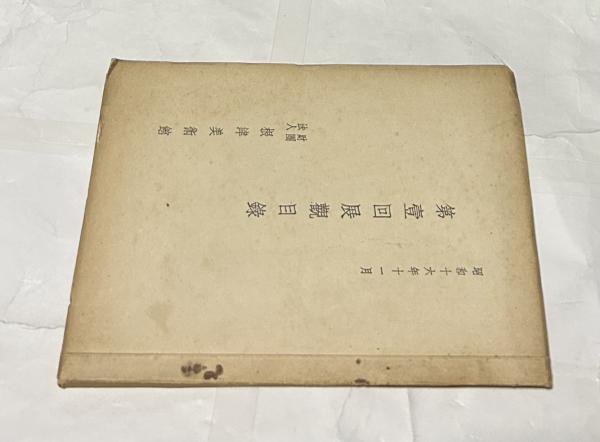 昭和十六年十一月
第壹回展觀目錄
財團法人根津美術館